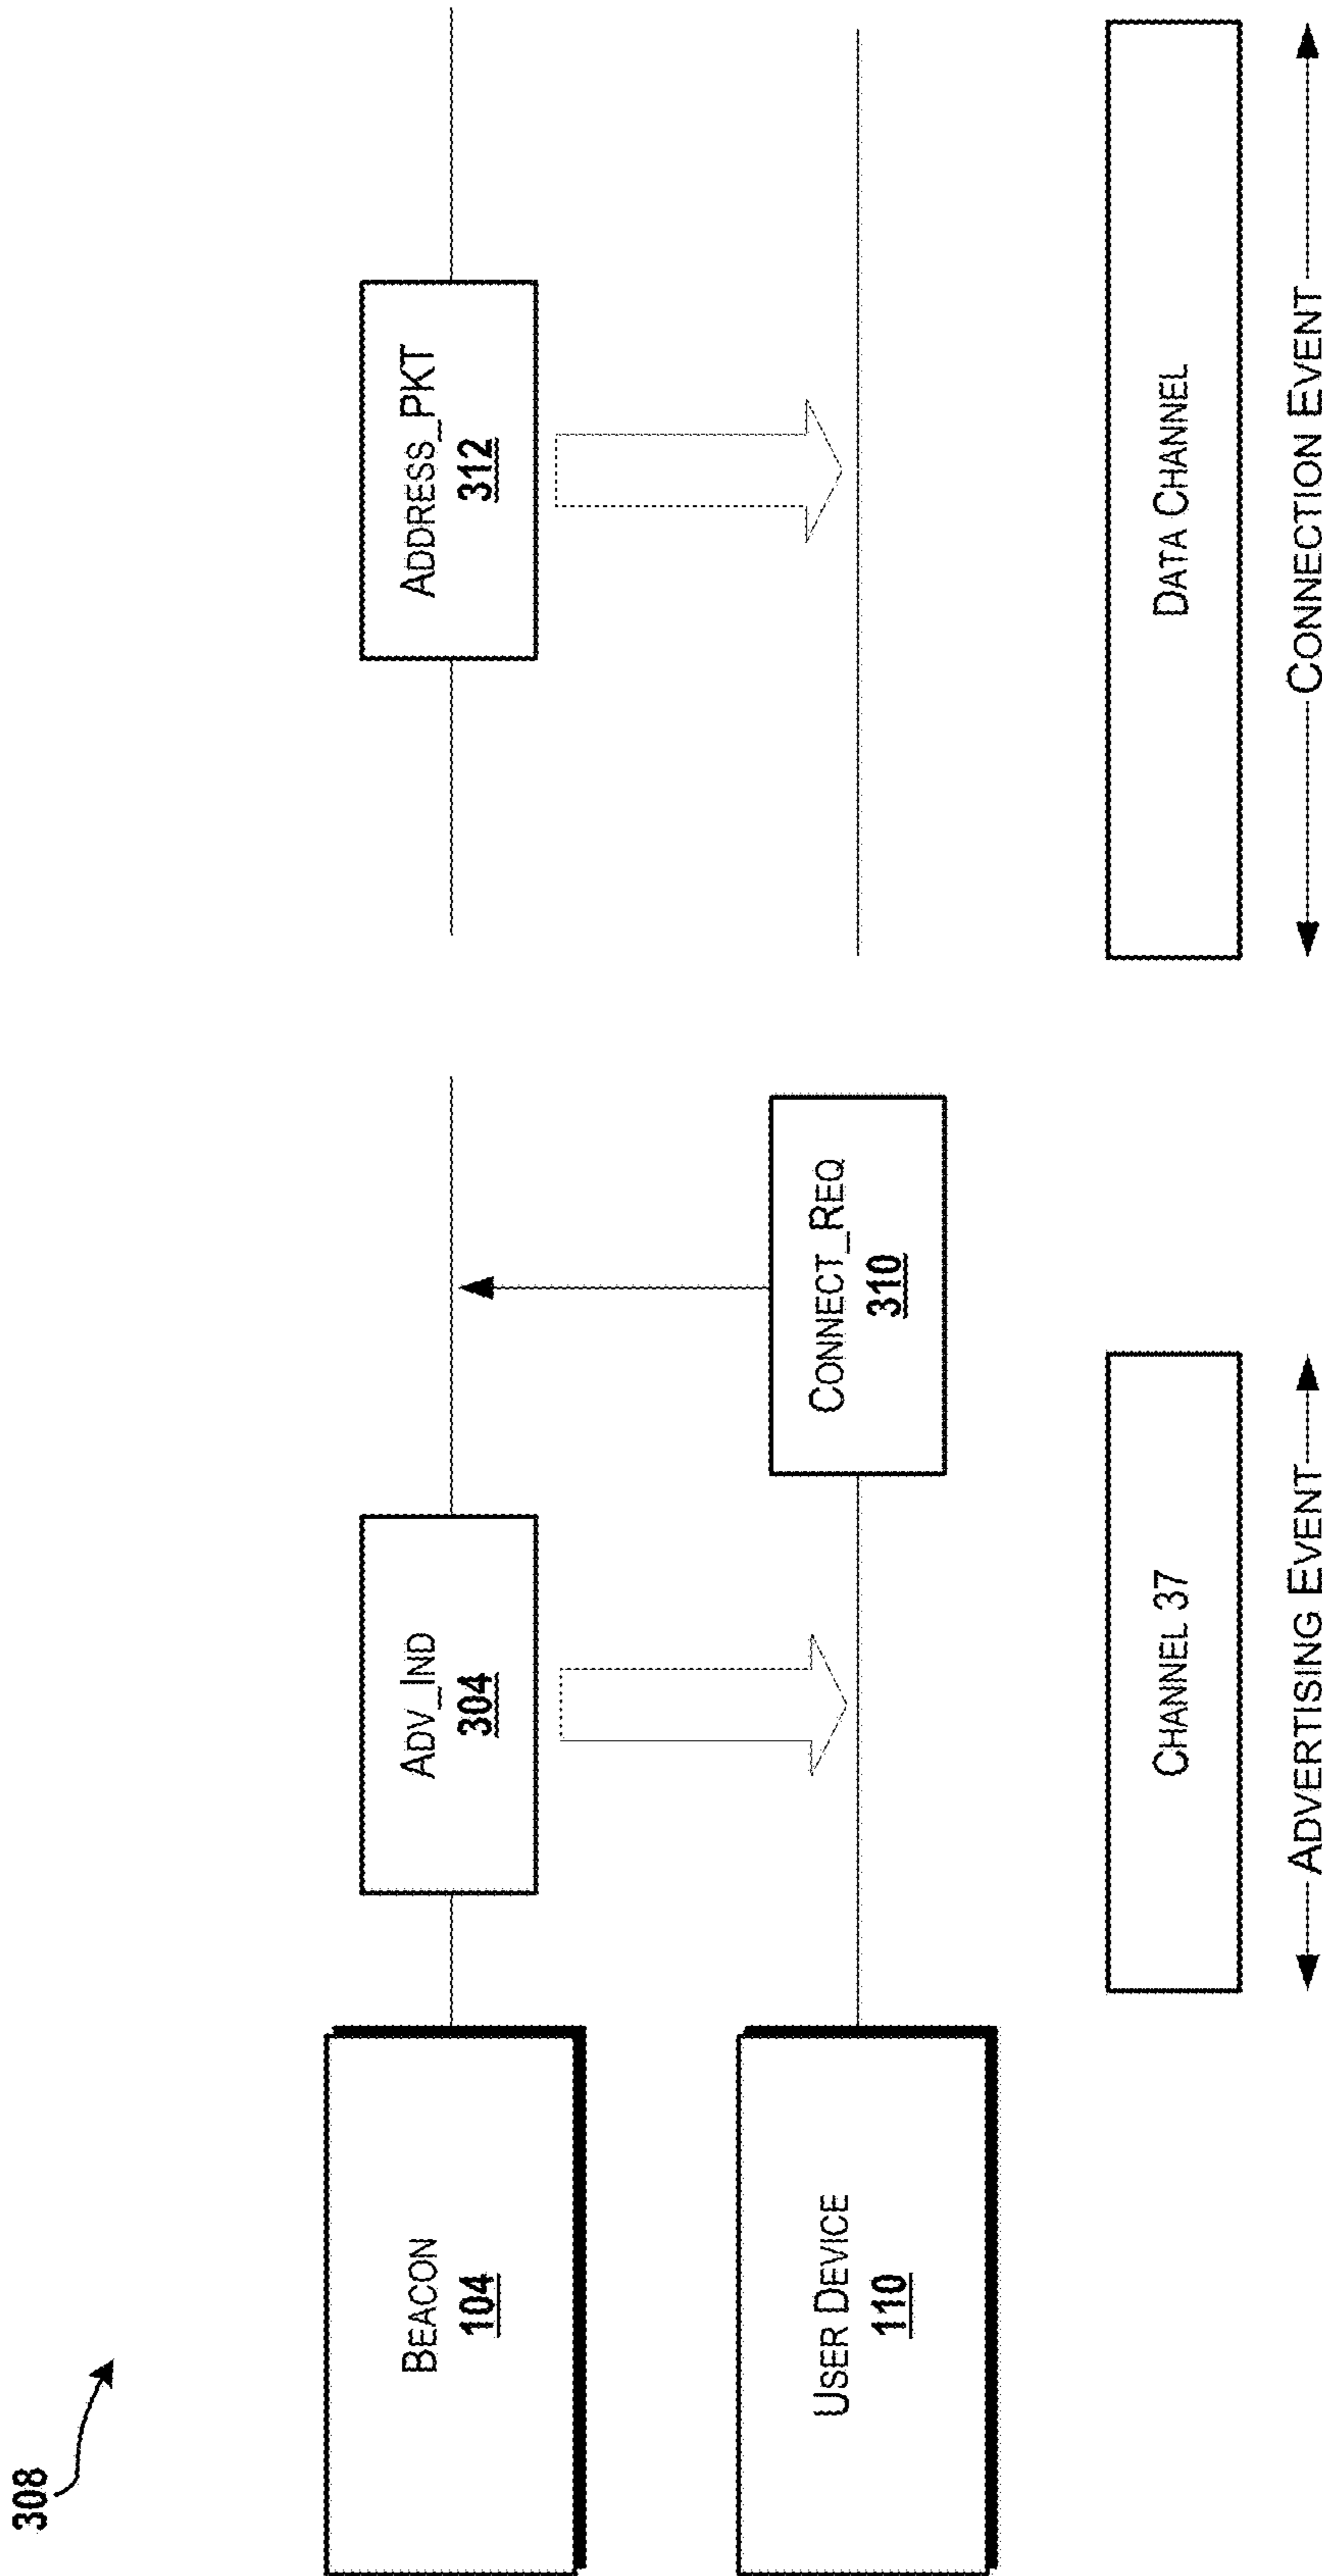 308
BEACON
104
ADV_IND
304
ADDRESS_PKT
312
USER DEVICE
110
CONNECT_REQ
310
CHANNEL 37
DATA CHANNEL
ADVERTISING EVENT
CONNECTION EVENT